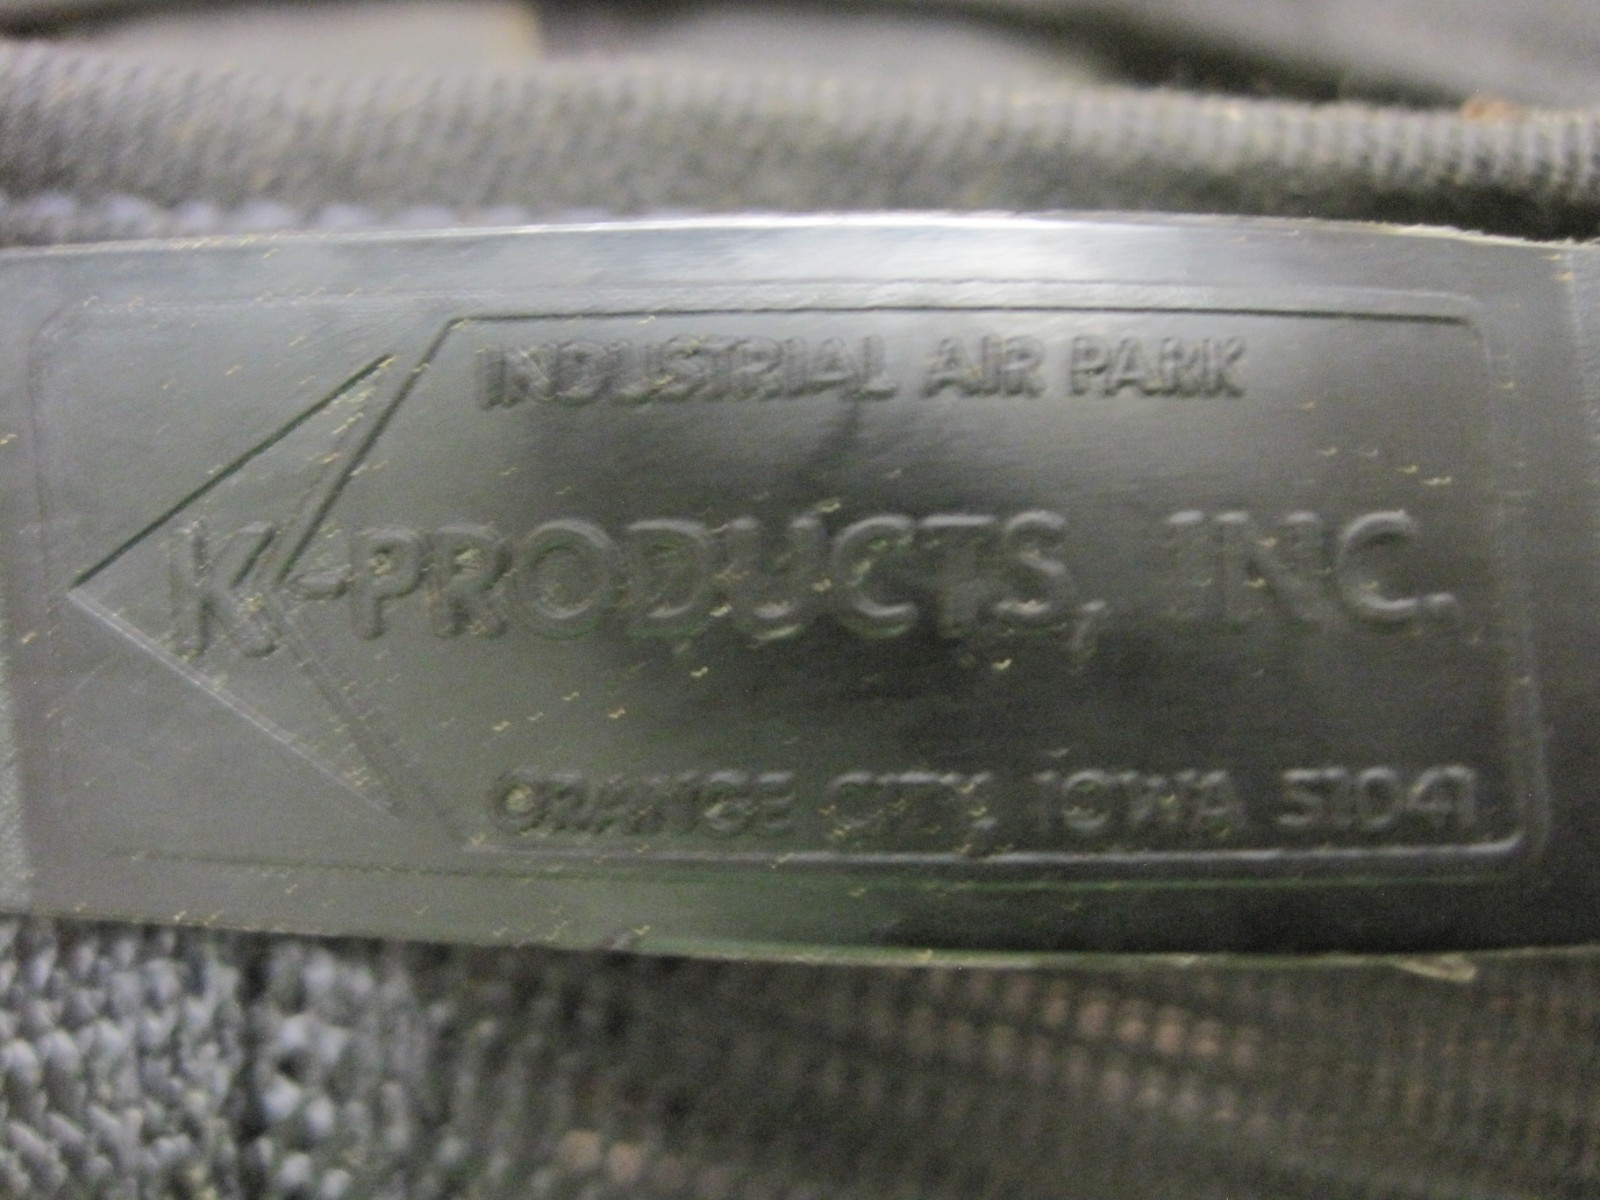 INDUSTRIAL AIR PARK
K-PRODUCTS, INC.
ORANGE CITY, IOWA 51041